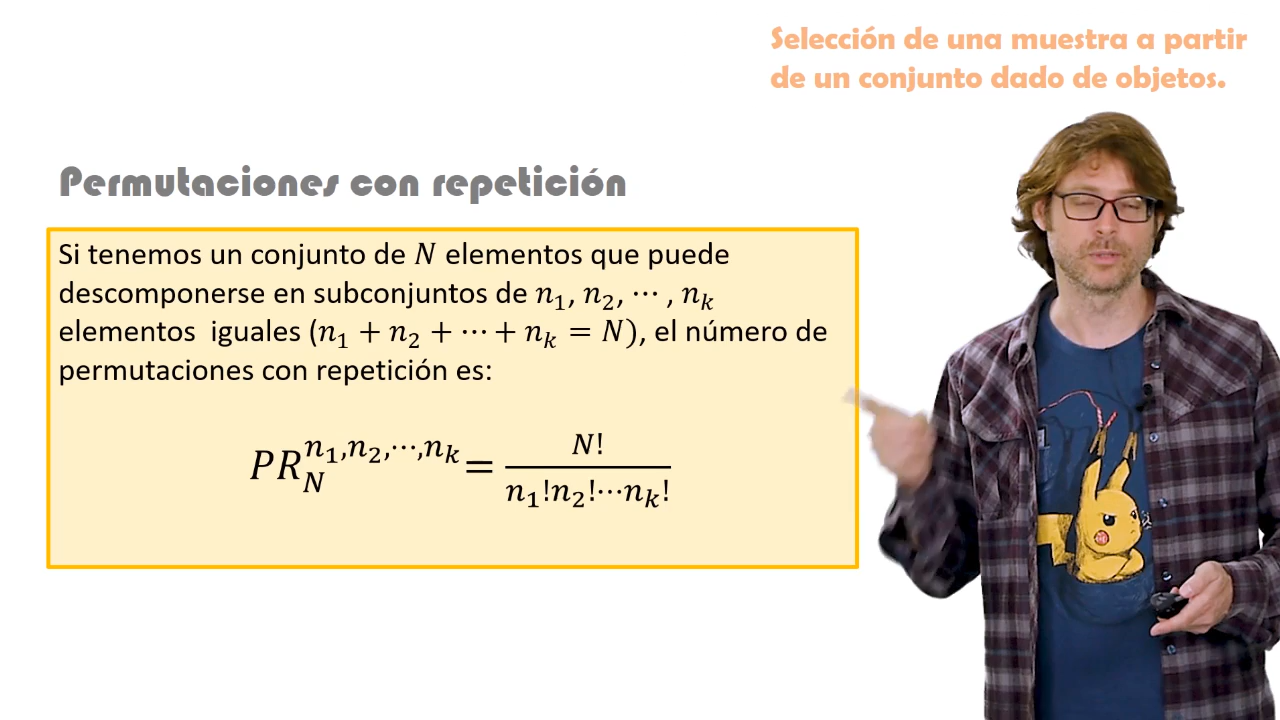 Selección de una muestra a partir
de un conjunto dado de objetos.
Permutaciones con repetición
Si tenemos un conjunto de N elementos que puede
descomponerse en subconjuntos de n₁, n₂, ⋯ , nₖ
elementos iguales (n₁ + n₂ + ⋯ + nₖ = N), el número de
permutaciones con repetición es:
PR_N^{n₁,n₂,⋯,nₖ} = \frac{N!}{n₁!n₂!⋯nₖ!}